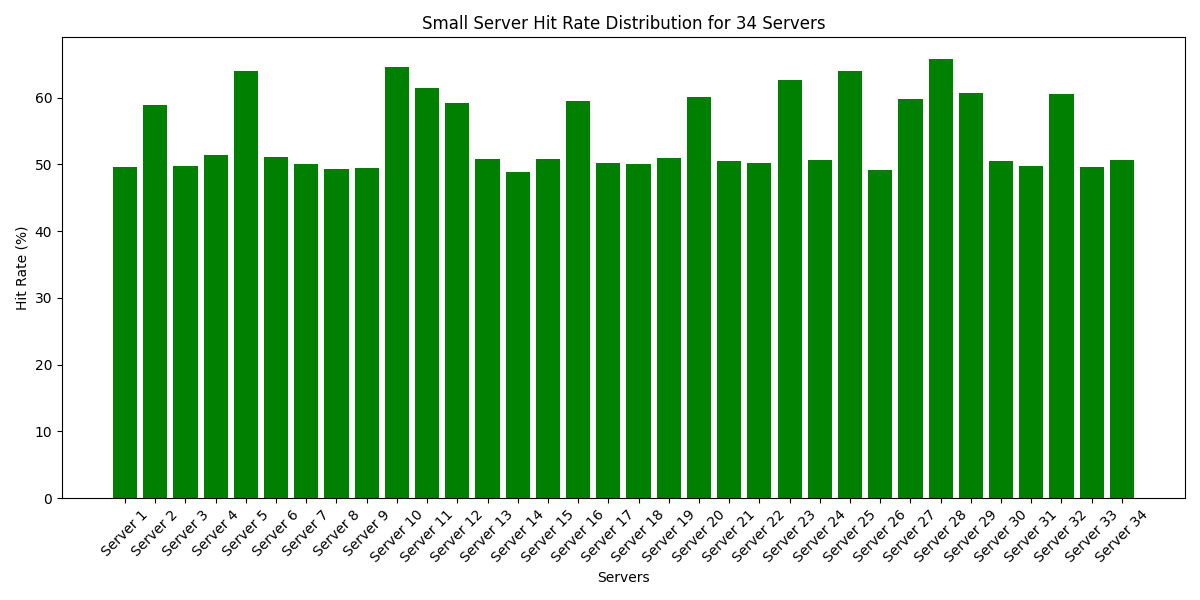 Small Server Hit Rate Distribution for 34 Servers
Hit Rate (%)
60
50
40
30
20
10
0
Server 1
Server 2
Server 3
Server 4
Server 5
Server 6
Server 7
Server 8
Server 9
Server 10
Server 11
Server 12
Server 13
Server 14
Server 15
Server 16
Server 17
Server 18
Server 19
Server 20
Server 21
Server 22
Server 23
Server 24
Server 25
Server 26
Server 27
Server 28
Server 29
Server 30
Server 31
Server 32
Server 33
Server 34
Servers